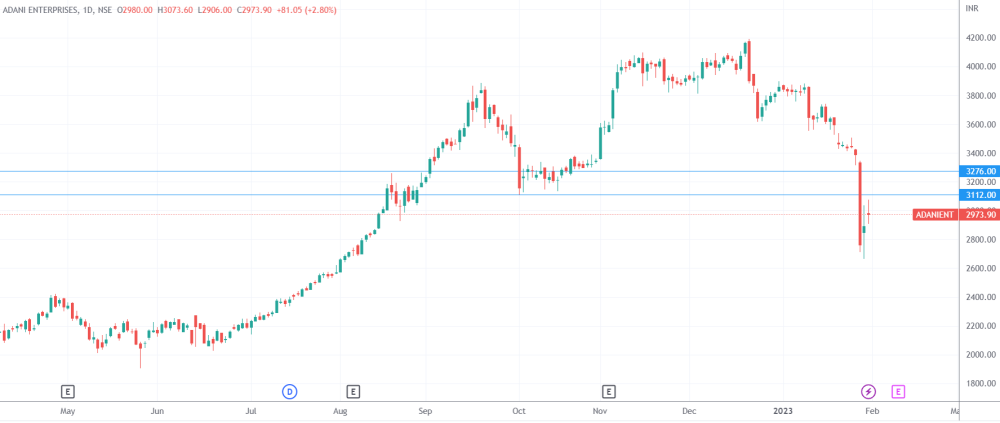 ADANI ENTERPRISES, 1D, NSE O2980.00 H3073.60 L2906.00 C2973.90 +81.05 (+2.80%)
INR
4200.00
4000.00
3800.00
3600.00
3400.00
3276.00
3200.00
3112.00
ADANIENT 2973.90
2800.00
2600.00
2400.00
2200.00
2000.00
1800.00
E D E E E
May Jun Jul Aug Sep Oct Nov Dec 2023 Feb